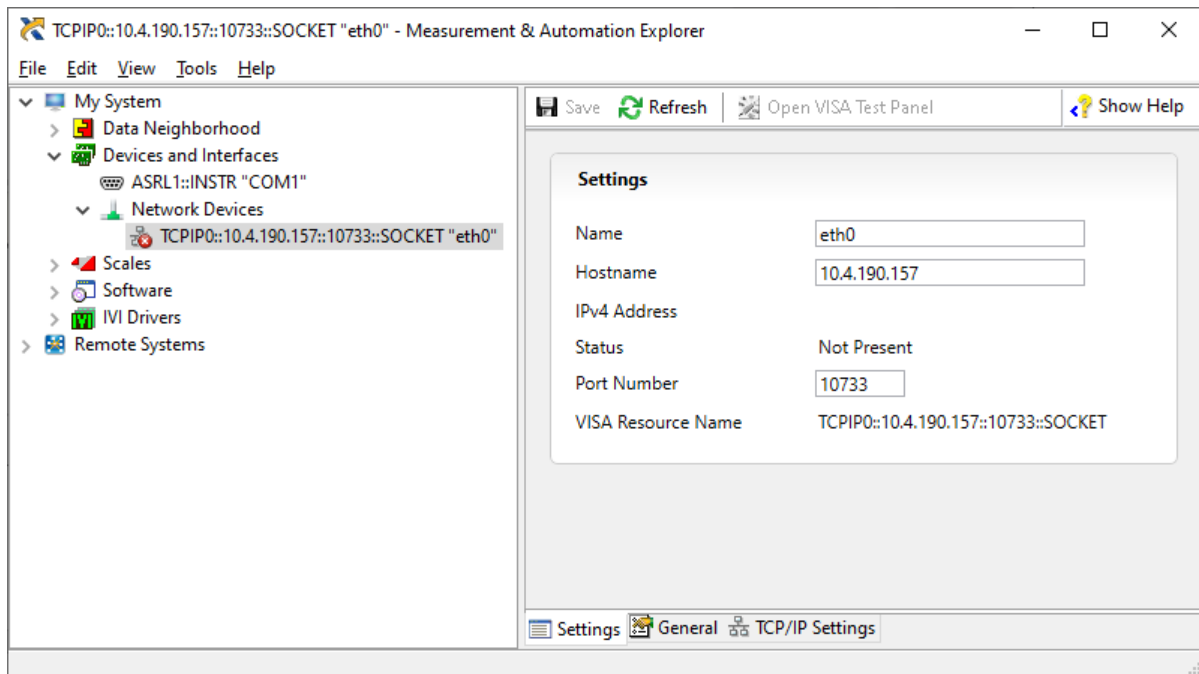 TCPIP0::10.4.190.157::10733::SOCKET "eth0" - Measurement & Automation Explorer
File Edit View Tools Help
My System
Data Neighborhood
Devices and Interfaces
ASRL1::INSTR "COM1"
Network Devices
TCPIP0::10.4.190.157::10733::SOCKET "eth0"
Scales
Software
IVI Drivers
Remote Systems
Save Refresh Open VISA Test Panel Show Help
Settings
Name eth0
Hostname 10.4.190.157
IPv4 Address
Status Not Present
Port Number 10733
VISA Resource Name TCPIP0::10.4.190.157::10733::SOCKET
Settings General TCP/IP Settings